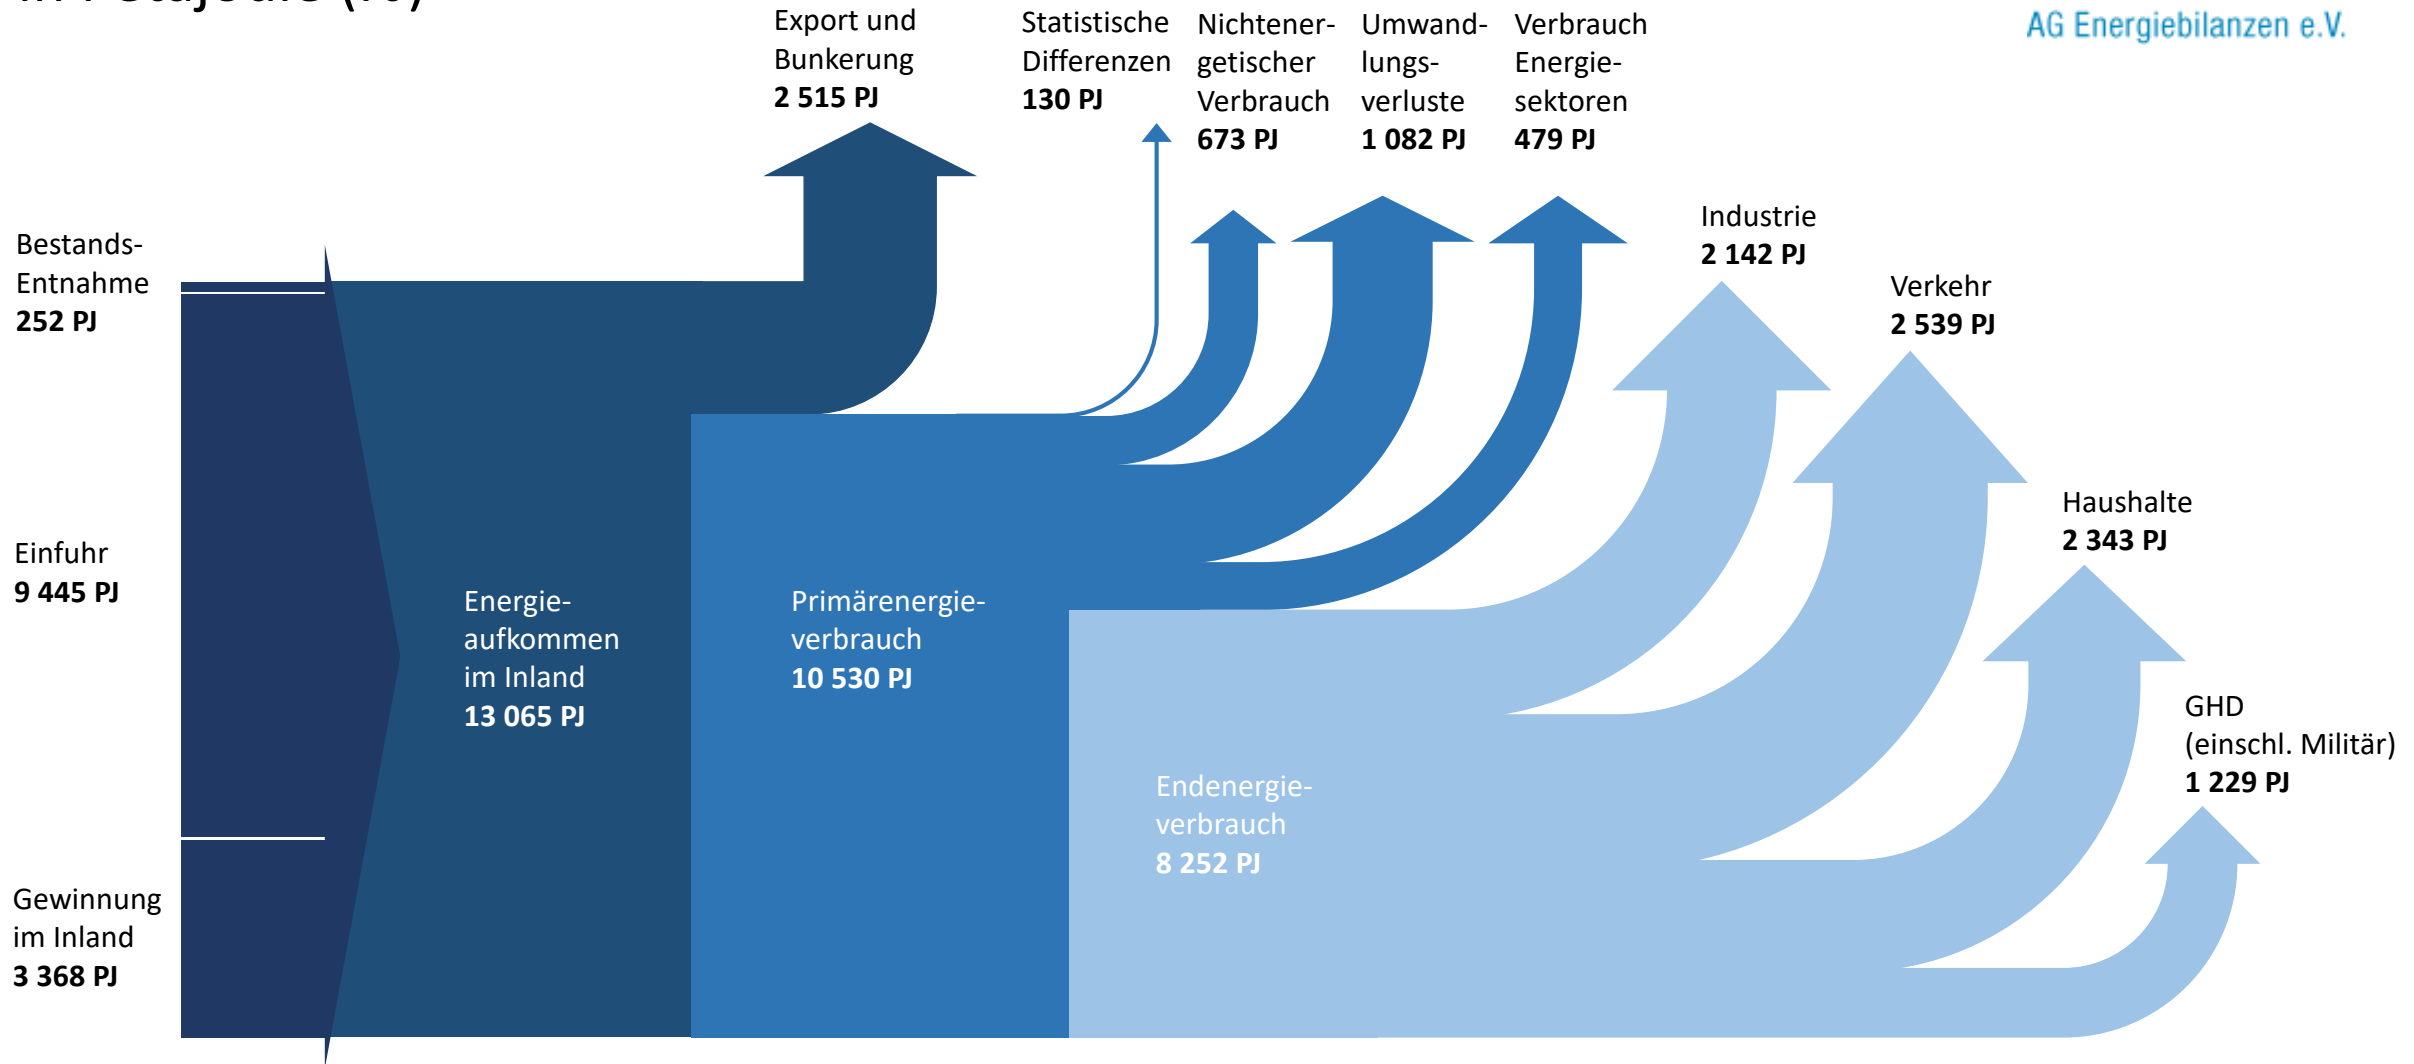 AG Energiebilanzen e.V.
Export und
Bunkerung
2 515 PJ
Statistische
Differenzen
130 PJ
Nichtener-
getischer
Verbrauch
673 PJ
Umwand-
lungs-
verluste
1 082 PJ
Verbrauch
Energie-
sektoren
479 PJ
Industrie
2 142 PJ
Verkehr
2 539 PJ
Haushalte
2 343 PJ
GHD
(einschl. Militär)
1 229 PJ
Bestands-
Entnahme
252 PJ
Einfuhr
9 445 PJ
Gewinnung
im Inland
3 368 PJ
Energie-
aufkommen
im Inland
13 065 PJ
Primärenergie-
verbrauch
10 530 PJ
Endenergie-
verbrauch
8 252 PJ